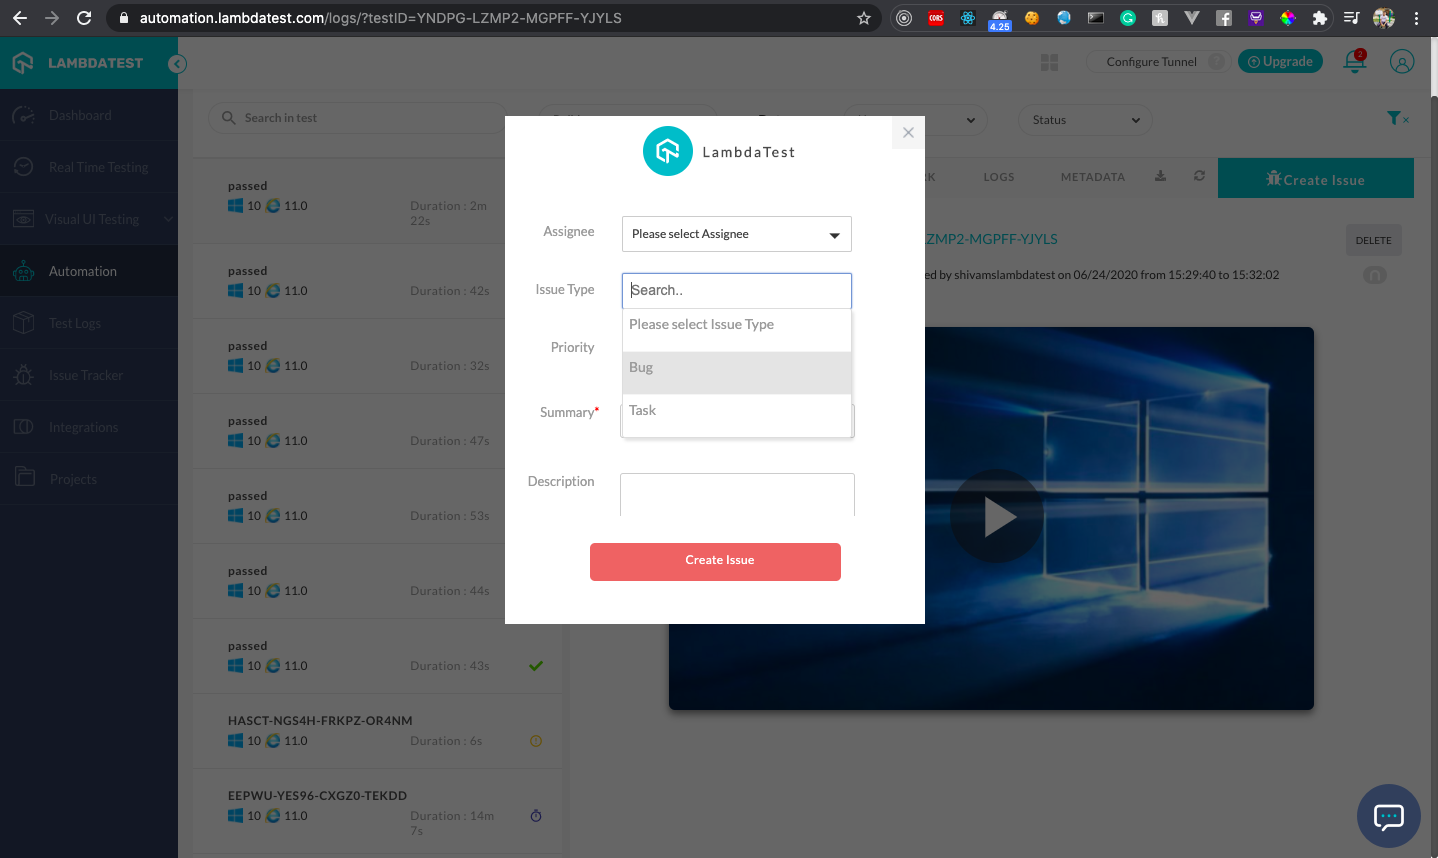 automation.lambdatest.com/logs/?testID=YNDPG-LZMP2-MGPFF-YJYLS
CORS
4.25
LAMBDATEST
Configure Tunnel
?
Upgrade
2
Dashboard
Real Time Testing
Visual UI Testing
Automation
Test Logs
Issue Tracker
Integrations
Projects
Search in test
Status
passed
10 11.0
Duration : 2m
22s
passed
10 11.0
Duration : 42s
passed
10 11.0
Duration : 32s
passed
10 11.0
Duration : 47s
passed
10 11.0
Duration : 53s
passed
10 11.0
Duration : 44s
passed
10 11.0
Duration : 43s
HASCT-NGS4H-FRKPZ-OR4NM
10 11.0
Duration : 6s
EEPWU-YES96-CXGZ0-TEKDD
10 11.0
Duration : 14m
7s
LambdaTest
Assignee
Please select Assignee
Issue Type
Search..
Please select Issue Type
Bug
Task
Priority
Summary*
Description
Create Issue
RK
LOGS
METADATA
Create Issue
LZMP2-MGPFF-YJYLS
DELETE
ed by shivamslambdatest on 06/24/2020 from 15:29:40 to 15:32:02